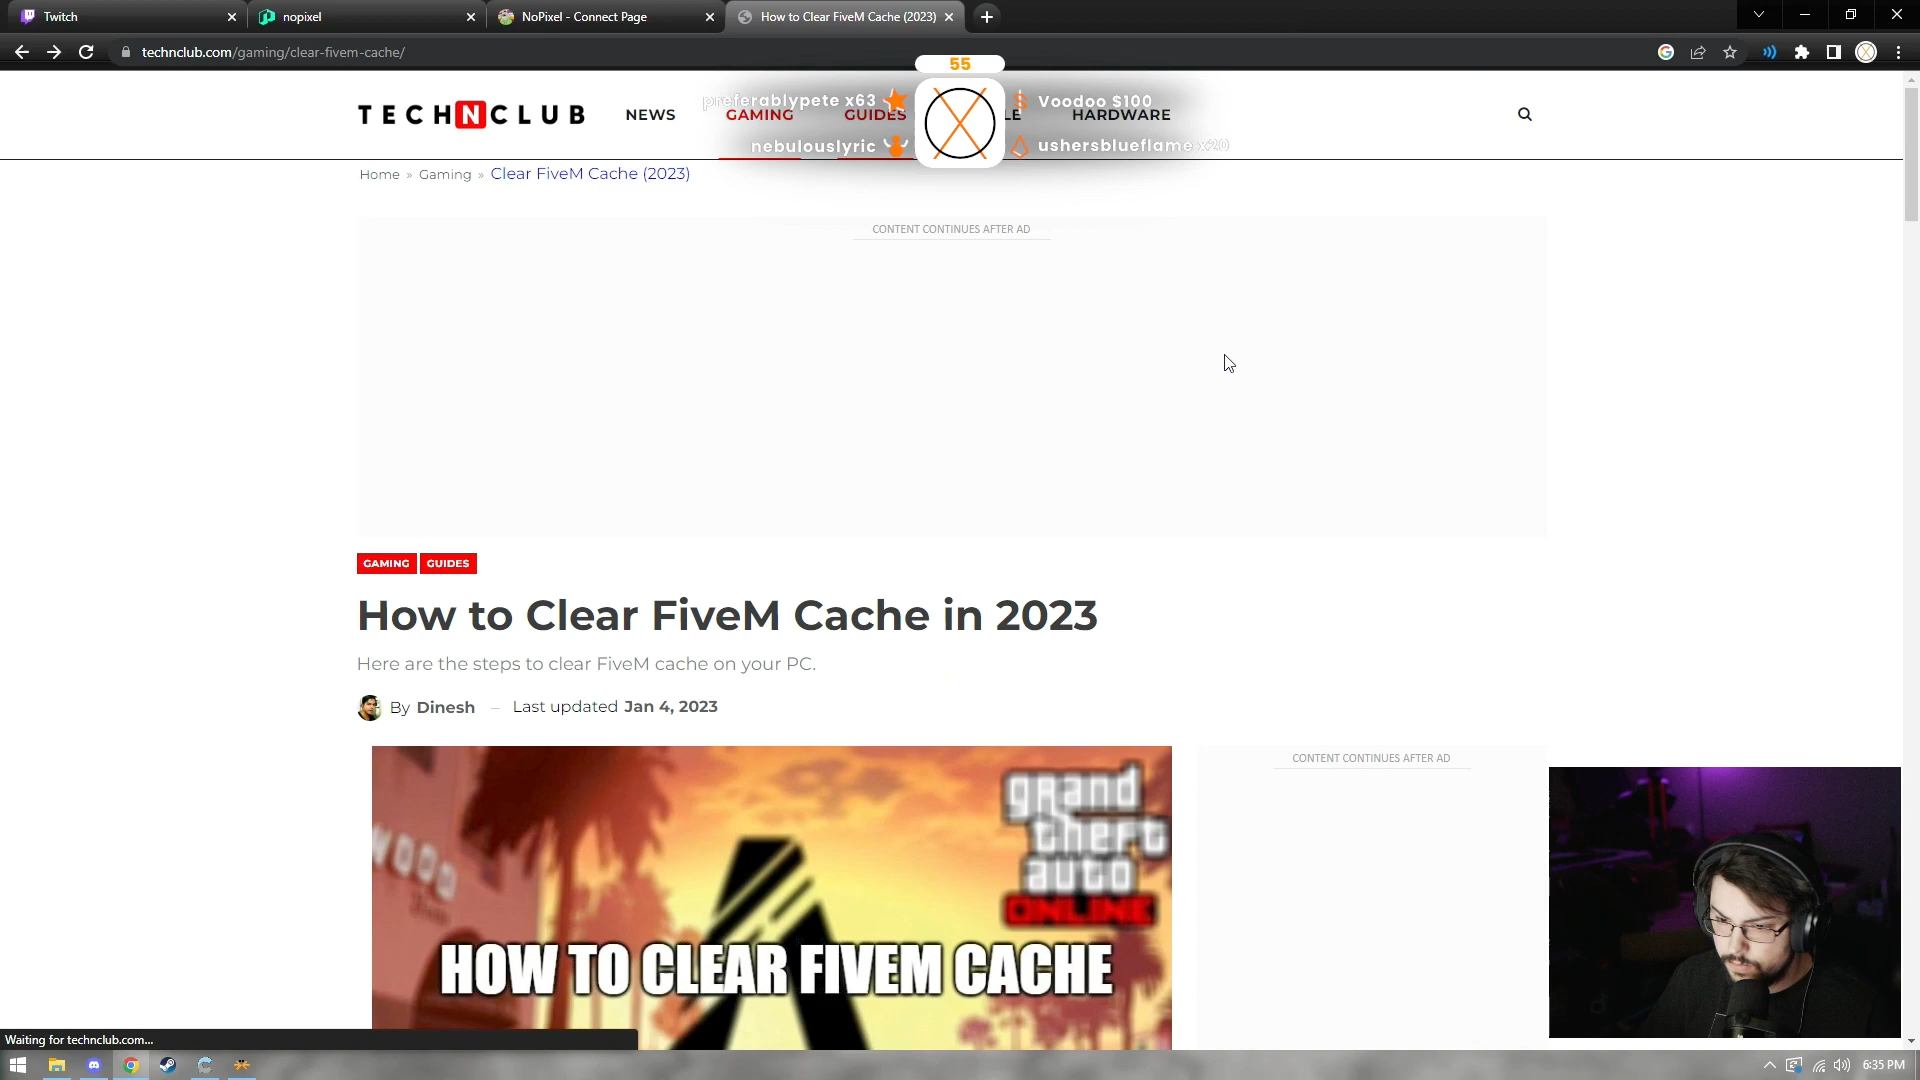 Twitch
nopixel
NoPixel - Connect Page
How to Clear FiveM Cache (2023)
technclub.com/gaming/clear-fivem-cache/
55
preferablypete x63
Voodoo $100
TECHNCLUB
NEWS
GAMING
GUIDES
LE
HARDWARE
nebulouslyric
ushersblueflame x20
Home » Gaming » Clear FiveM Cache (2023)
CONTENT CONTINUES AFTER AD
GAMING GUIDES
How to Clear FiveM Cache in 2023
Here are the steps to clear FiveM cache on your PC.
By Dinesh – Last updated Jan 4, 2023
CONTENT CONTINUES AFTER AD
grand
theft
auto
ONLINE
HOW TO CLEAR FIVEM CACHE
Waiting for technclub.com...
6:35 PM